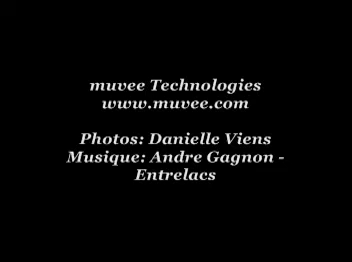 muvee Technologies
www.muvee.com
Photos: Danielle Viens
Musique: Andre Gagnon -
Entrelacs